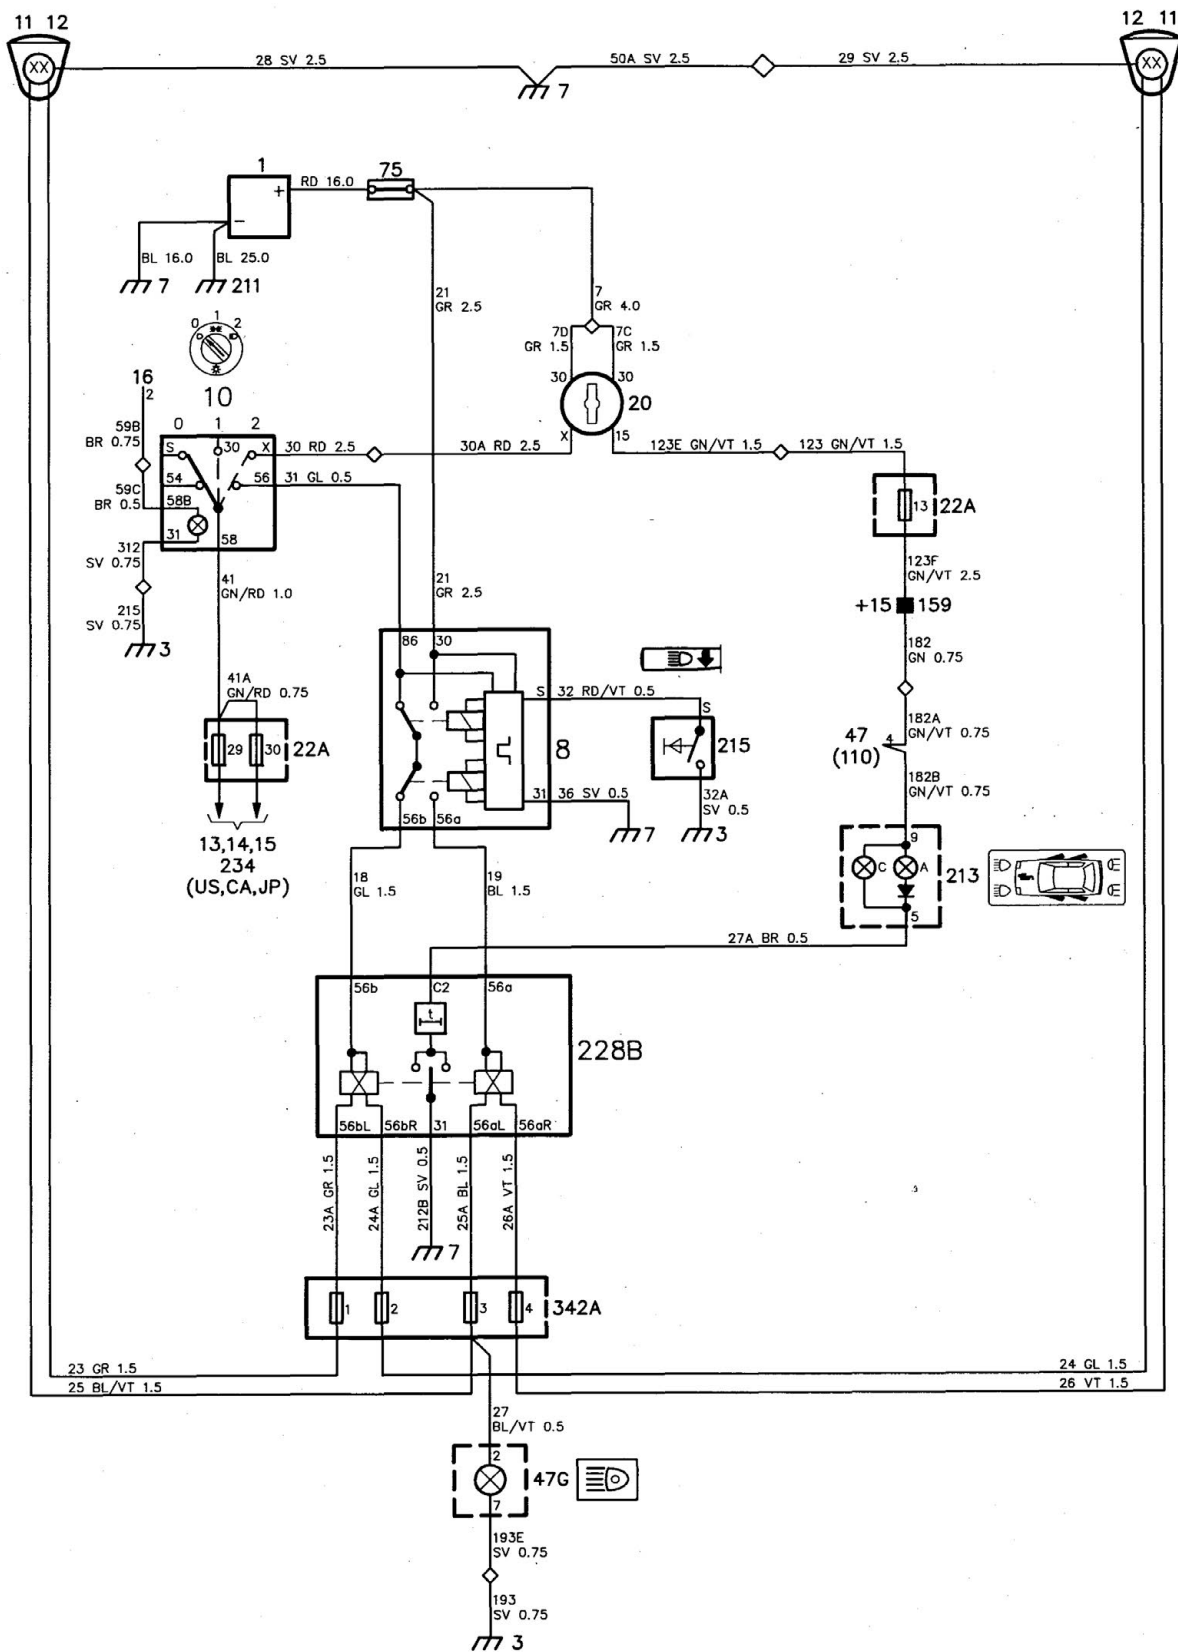 11 12
12 11
XX
XX
28 SV 2.5
50A SV 2.5
29 SV 2.5
7
1
+
−
RD 16.0
75
BL 16.0
BL 25.0
7
211
21
GR 2.5
7
GR 4.0
7D
GR 1.5
7C
GR 1.5
30
30
20
X
15
0
1
2
16
2
10
59B
BR 0.75
0
1
2
S
30
X
30 RD 2.5
30A RD 2.5
123E GN/VT 1.5
123 GN/VT 1.5
59C
BR 0.5
54
56
31 GL 0.5
58B
31
58
312
SV 0.75
13
22A
41
GN/RD 1.0
21
GR 2.5
123F
GN/VT 2.5
215
SV 0.75
3
+15
159
86
30
182
GN 0.75
41A
GN/RD 0.75
S
32 RD/VT 0.5
S
182A
GN/VT 0.75
29
30
22A
8
215
47
(110)
4
182B
GN/VT 0.75
31
36 SV 0.5
32A
SV 0.5
56b
56a
7
3
13,14,15
234
(US,CA,JP)
18
GL 1.5
19
BL 1.5
9
C
A
213
5
27A BR 0.5
56b
C2
56a
t
228B
56bL
56bR
31
56aL
56aR
23A GR 1.5
24A GL 1.5
212B SV 0.5
25A BL 1.5
26A VT 1.5
7
1
2
3
4
342A
23 GR 1.5
24 GL 1.5
25 BL/VT 1.5
26 VT 1.5
27
BL/VT 0.5
2
47G
7
193E
SV 0.75
193
SV 0.75
3